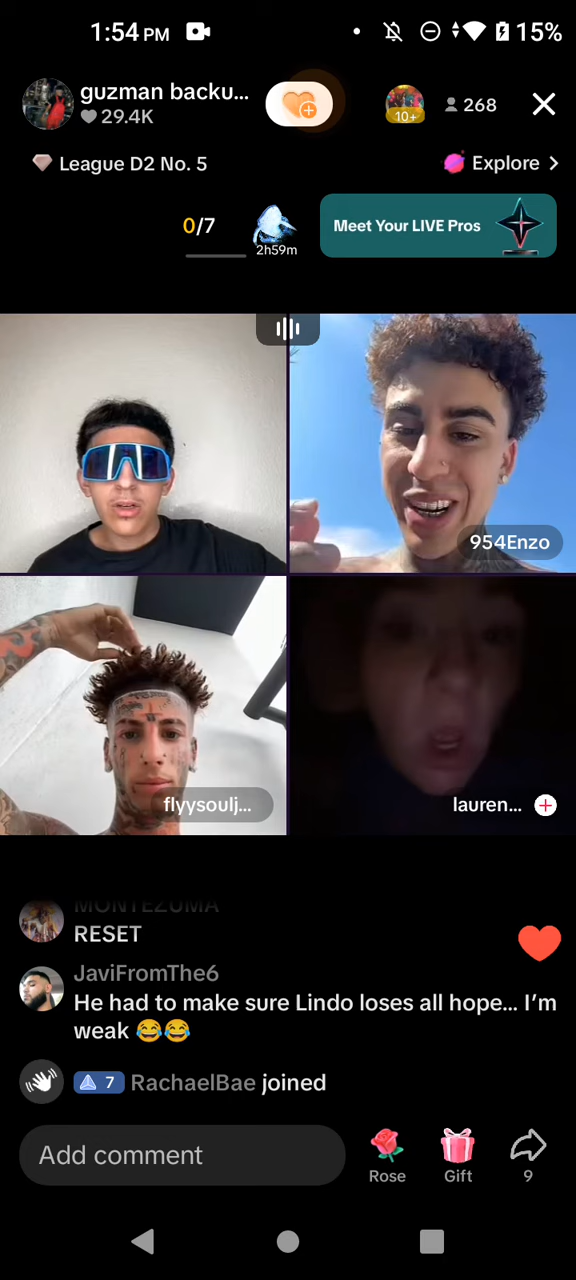 1:54 PM
15%
guzman backu...
29.4K
10+
268
League D2 No. 5
Explore
0/7
2h59m
Meet Your LIVE Pros
954Enzo
flyysoulj...
lauren...
MONTEZUMA
RESET
JaviFromThe6
He had to make sure Lindo loses all hope... I'm
weak 😂😂
7 RachaelBae joined
Add comment
Rose
Gift
9